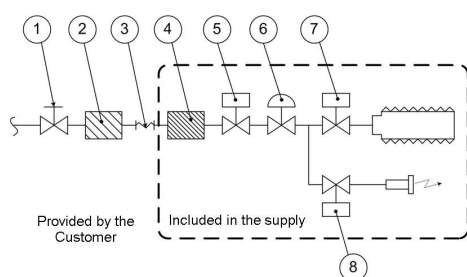 1 2 3 4 5 6 7
Provided by the
Customer
Included in the supply
8